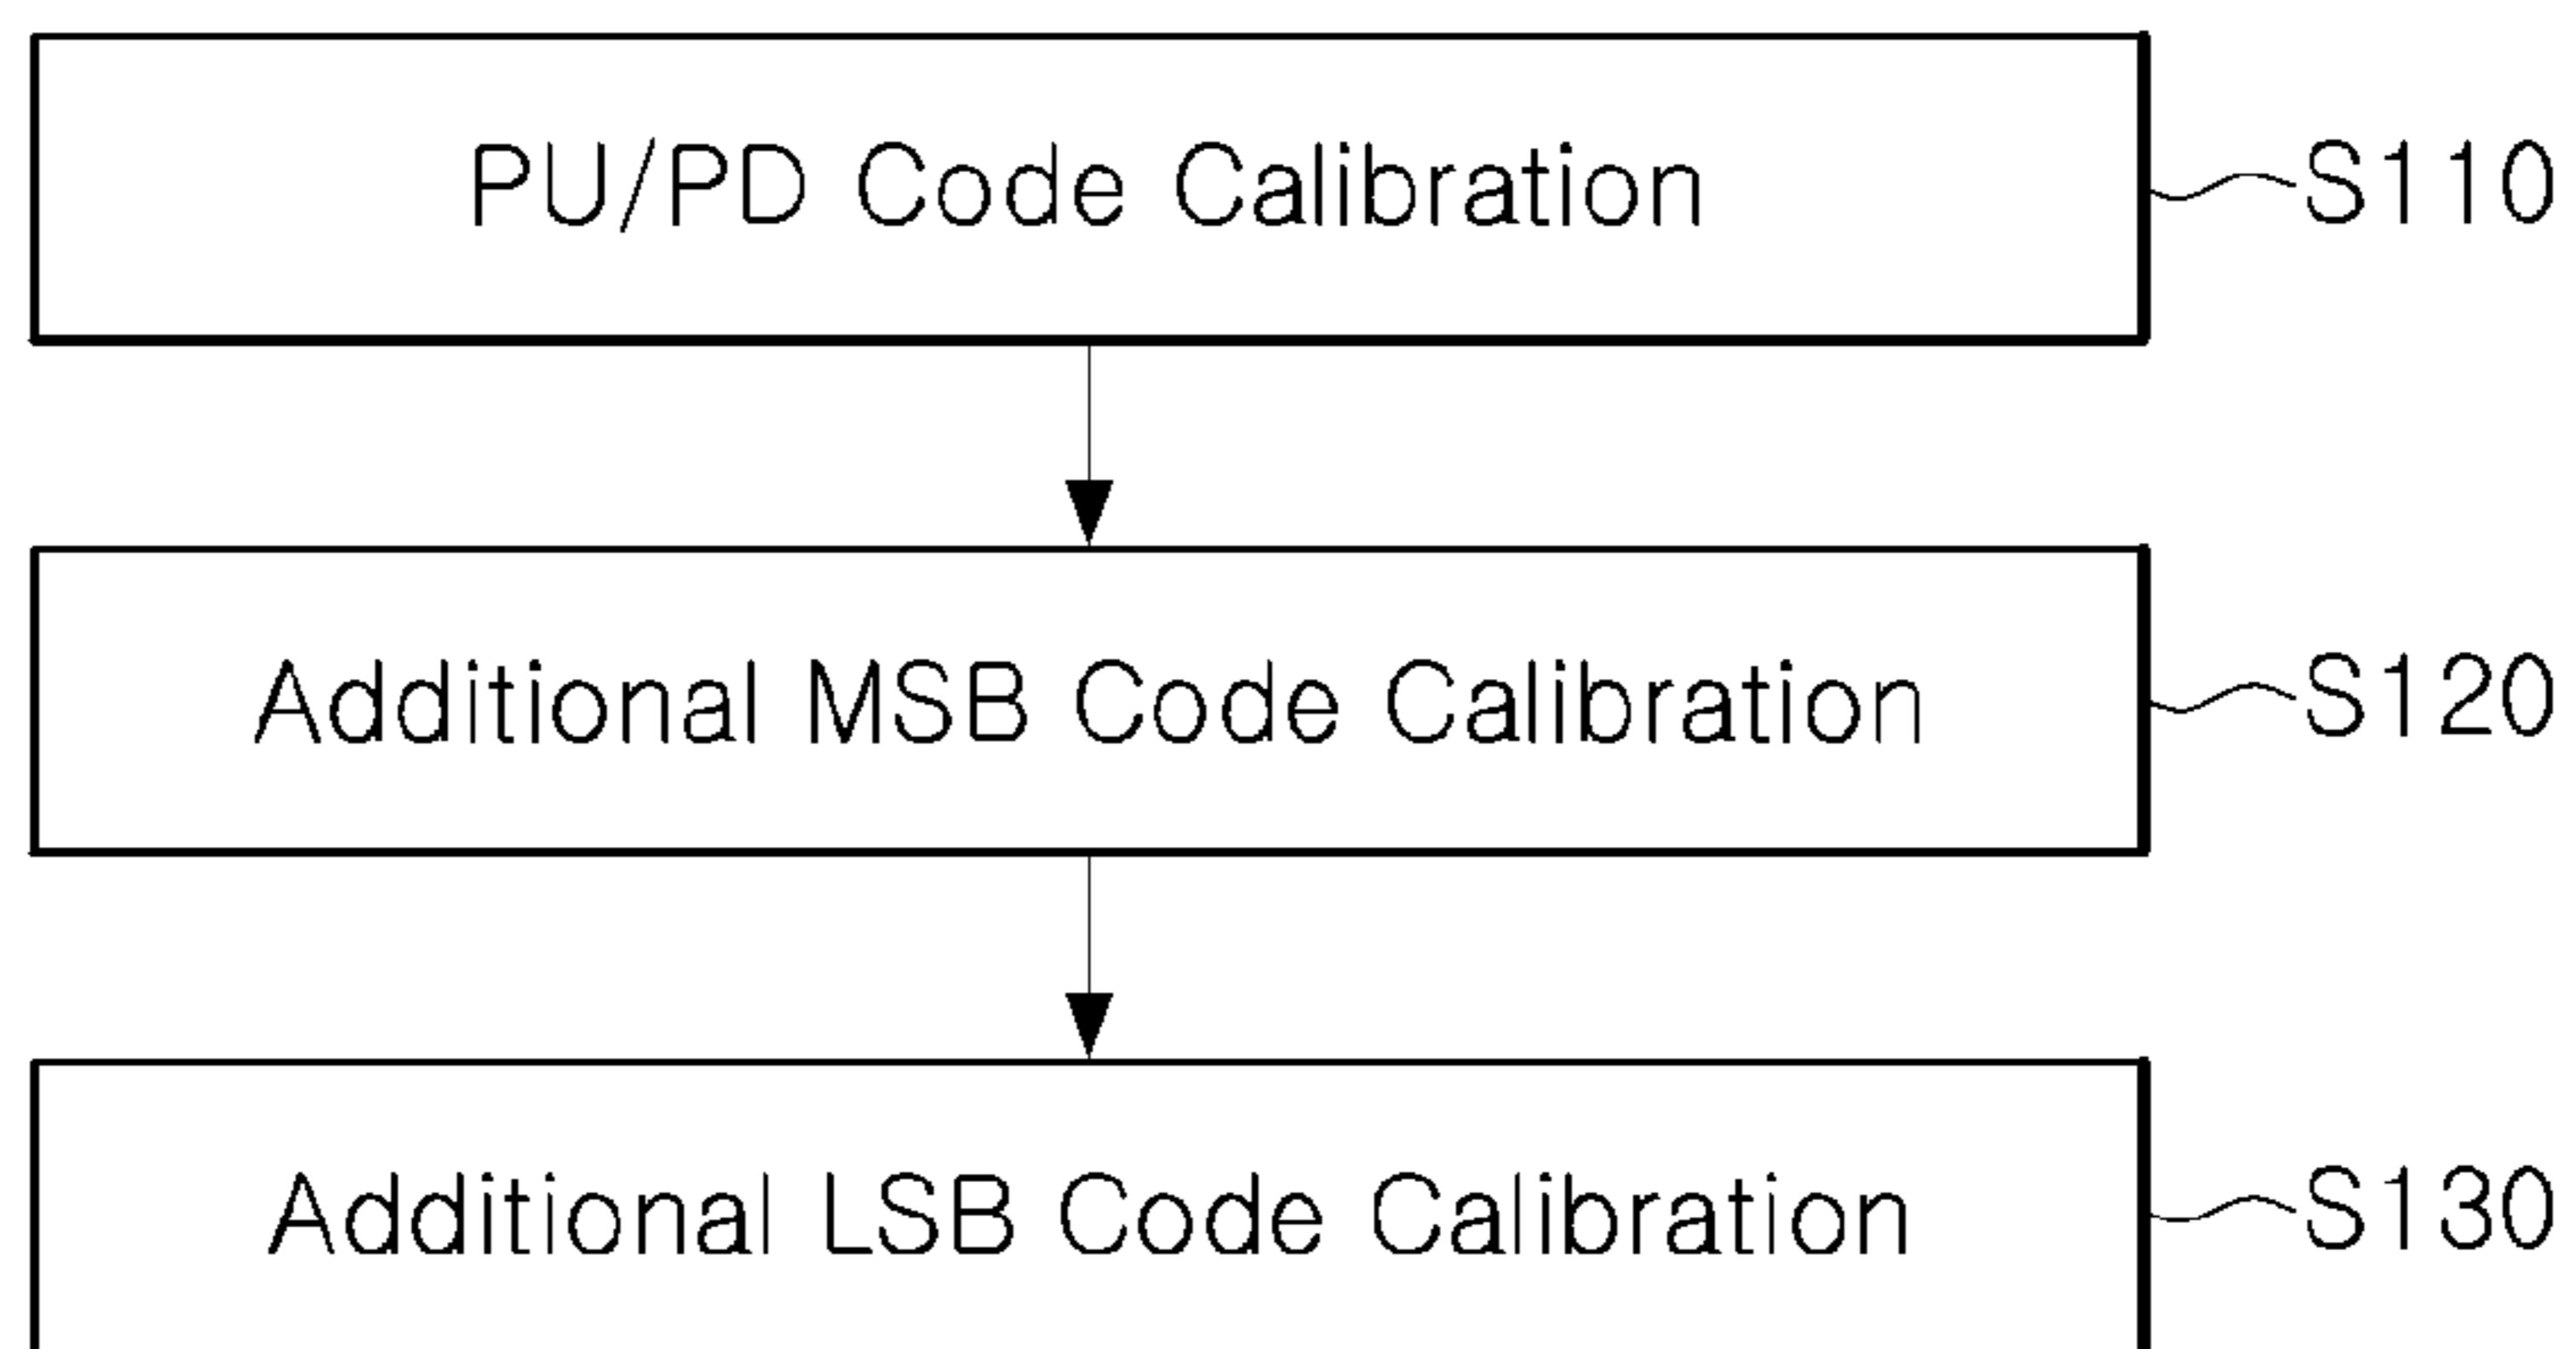 PU/PD Code Calibration S110
Additional MSB Code Calibration S120
Additional LSB Code Calibration S130